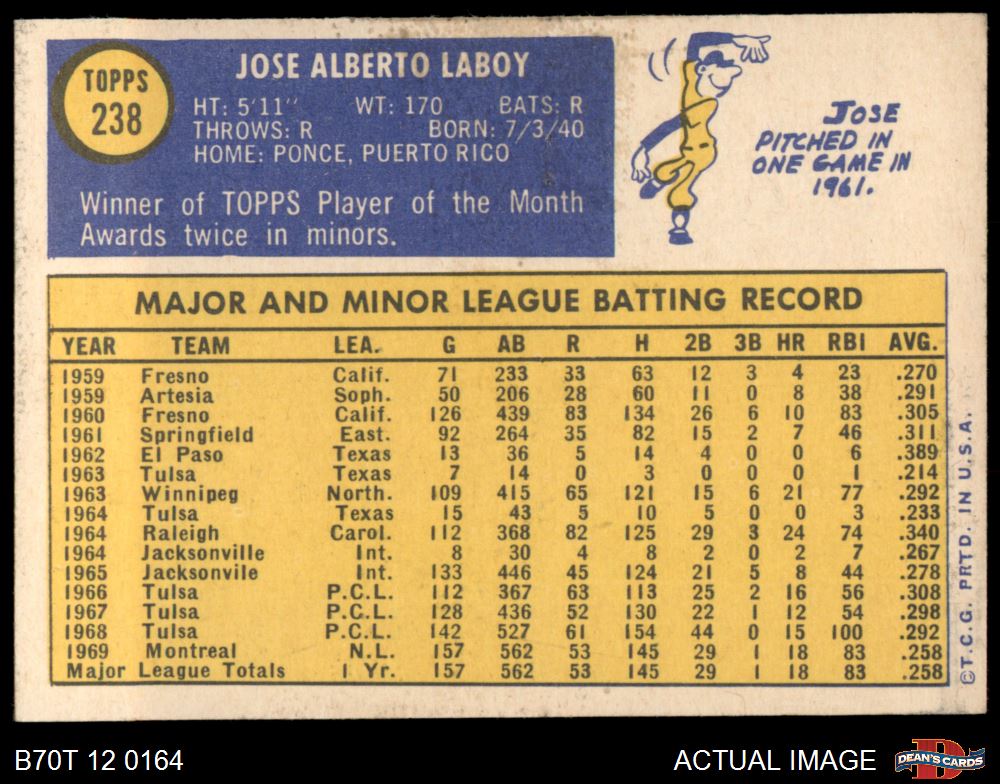 TOPPS
238
JOSE ALBERTO LABOY
HT: 5'11" WT: 170 BATS: R
THROWS: R BORN: 7/3/40
HOME: PONCE, PUERTO RICO
Winner of TOPPS Player of the Month
Awards twice in minors.
JOSE
PITCHED IN
ONE GAME IN
1961.
MAJOR AND MINOR LEAGUE BATTING RECORD
YEAR TEAM LEA. G AB R H 2B 3B HR RBI AVG.
1959 Fresno Calif. 71 233 33 63 12 3 4 23 .270
1959 Artesia Soph. 50 206 28 60 11 0 8 38 .291
1960 Fresno Calif. 126 439 83 134 26 6 10 83 .305
1961 Springfield East. 92 264 35 82 15 2 7 46 .311
1962 El Paso Texas 13 36 5 14 4 0 0 6 .389
1963 Tulsa Texas 7 14 0 3 0 0 0 1 .214
1963 Winnipeg North. 109 415 65 121 15 6 21 77 .292
1964 Tulsa Texas 15 43 5 10 5 0 0 3 .233
1964 Raleigh Carol. 112 368 82 125 29 3 24 74 .340
1964 Jacksonville Int. 8 30 4 8 2 0 2 7 .267
1965 Jacksonvile Int. 133 446 45 124 21 5 8 44 .278
1966 Tulsa P.C.L. 112 367 63 113 25 2 16 56 .308
1967 Tulsa P.C.L. 128 436 52 130 22 1 12 54 .298
1968 Tulsa P.C.L. 142 527 61 154 44 0 15 100 .292
1969 Montreal N.L. 157 562 53 145 29 1 18 83 .258
Major League Totals 1 Yr. 157 562 53 145 29 1 18 83 .258
©T.C.G. PRTD. IN U.S.A.
B70T 12 0164
ACTUAL IMAGE
DEAN'S CARDS